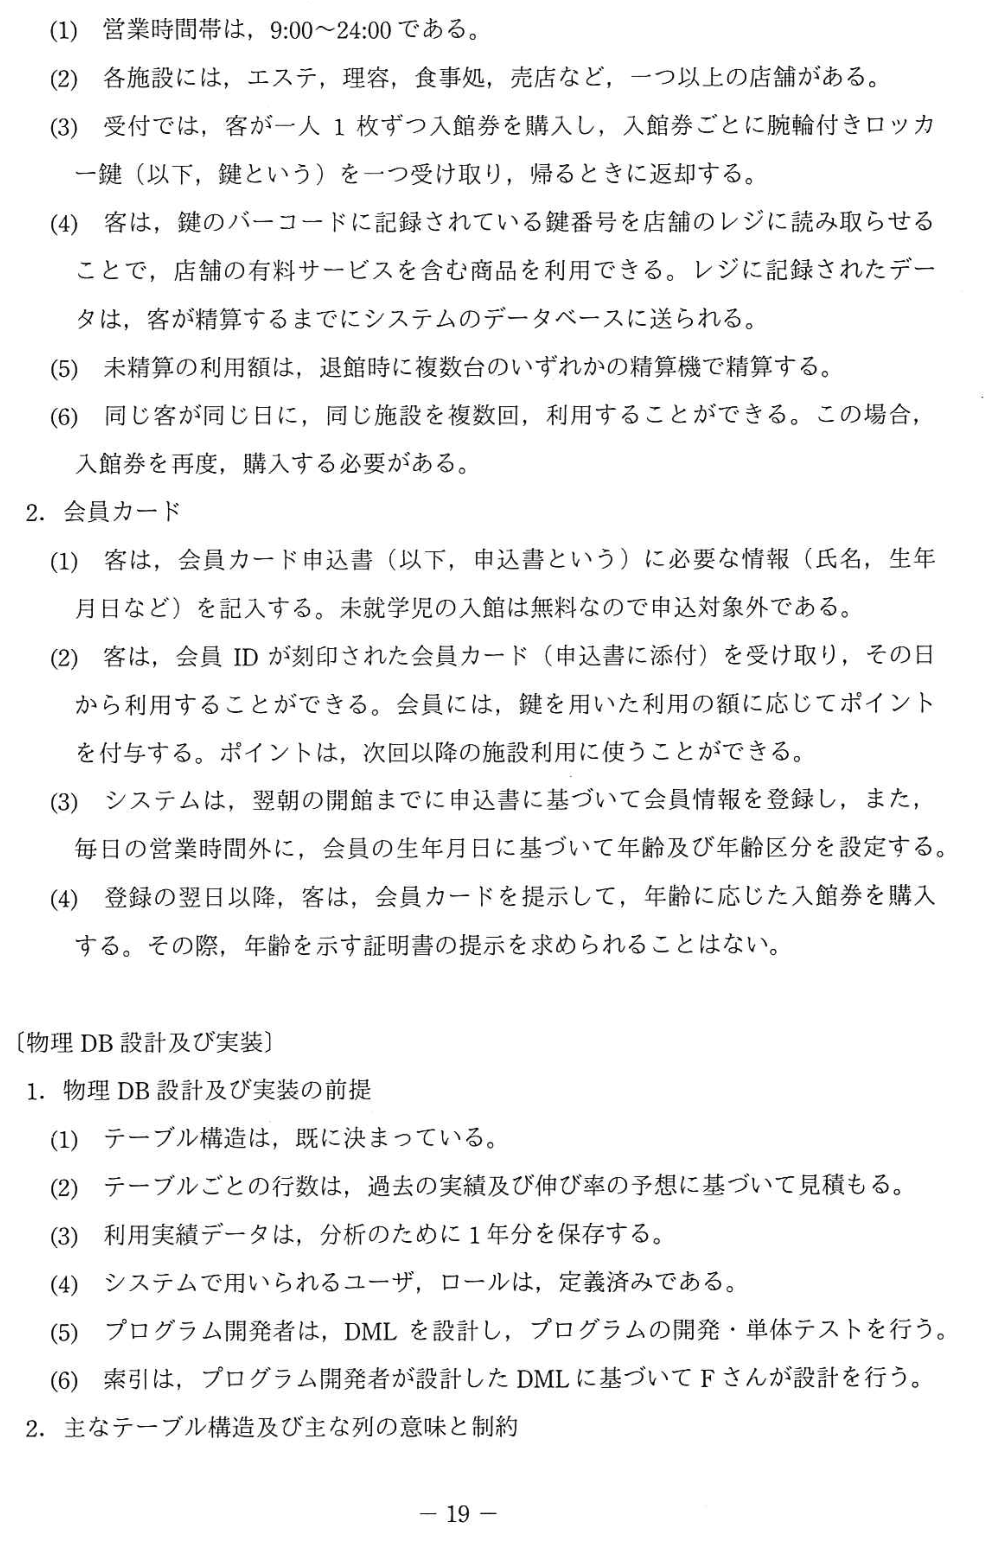 (1) 営業時間帯は，9:00～24:00 である。
(2) 各施設には，エステ，理容，食事処，売店など，一つ以上の店舗がある。
(3) 受付では，客が一人 1 枚ずつ入館券を購入し，入館券ごとに腕輪付きロッカ
ー鍵（以下，鍵という）を一つ受け取り，帰るときに返却する。
(4) 客は，鍵のバーコードに記録されている鍵番号を店舗のレジに読み取らせる
ことで，店舗の有料サービスを含む商品を利用できる。レジに記録されたデー
タは，客が精算するまでにシステムのデータベースに送られる。
(5) 未精算の利用額は，退館時に複数台のいずれかの精算機で精算する。
(6) 同じ客が同じ日に，同じ施設を複数回，利用することができる。この場合，
入館券を再度，購入する必要がある。
2. 会員カード
(1) 客は，会員カード申込書（以下，申込書という）に必要な情報（氏名，生年
月日など）を記入する。未就学児の入館は無料なので申込対象外である。
(2) 客は，会員 ID が刻印された会員カード（申込書に添付）を受け取り，その日
から利用することができる。会員には，鍵を用いた利用の額に応じてポイント
を付与する。ポイントは，次回以降の施設利用に使うことができる。
(3) システムは，翌朝の開館までに申込書に基づいて会員情報を登録し，また，
毎日の営業時間外に，会員の生年月日に基づいて年齢及び年齢区分を設定する。
(4) 登録の翌日以降，客は，会員カードを提示して，年齢に応じた入館券を購入
する。その際，年齢を示す証明書の提示を求められることはない。
〔物理 DB 設計及び実装〕
1. 物理 DB 設計及び実装の前提
(1) テーブル構造は，既に決まっている。
(2) テーブルごとの行数は，過去の実績及び伸び率の予想に基づいて見積もる。
(3) 利用実績データは，分析のために 1 年分を保存する。
(4) システムで用いられるユーザ，ロールは，定義済みである。
(5) プログラム開発者は，DML を設計し，プログラムの開発・単体テストを行う。
(6) 索引は，プログラム開発者が設計した DML に基づいて F さんが設計を行う。
2. 主なテーブル構造及び主な列の意味と制約
－ 19 －